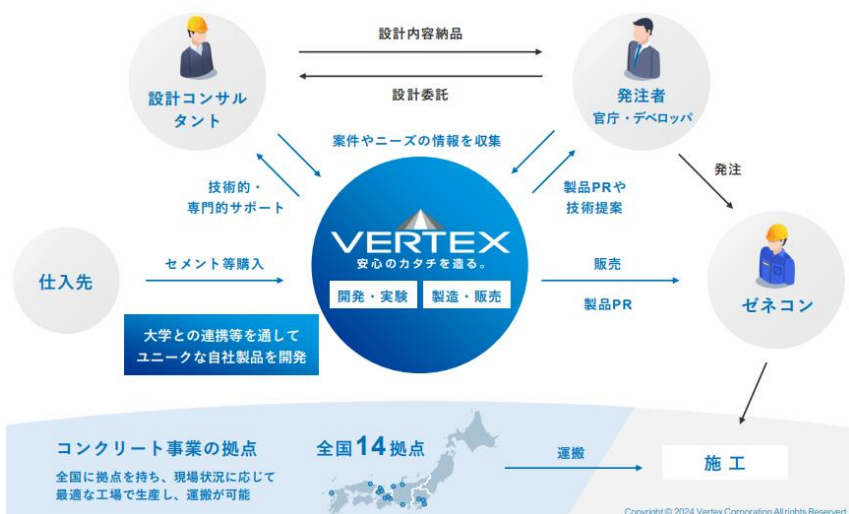 設計内容納品
設計委託
設計コンサル
タント
発注者
官庁・デベロッパ
案件やニーズの情報を収集
技術的・
専門的サポート
製品PRや
技術提案
発注
VERTEX
安心のカタチを造る。
開発・実験
製造・販売
仕入先
セメント等購入
販売
製品PR
ゼネコン
大学との連携等を通して
ユニークな自社製品を開発
コンクリート事業の拠点
全国に拠点を持ち、現場状況に応じて
最適な工場で生産し、運搬が可能
全国14拠点
運搬
施工
Copyright © 2024 Vertex Corporation All rights Reserved